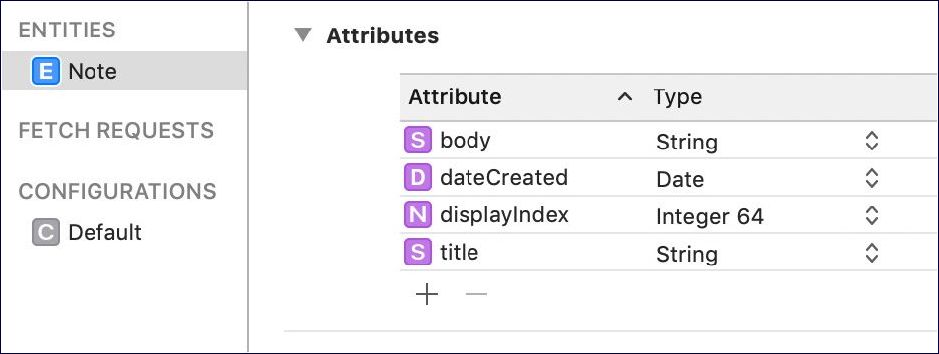 ENTITIES
E Note
FETCH REQUESTS
CONFIGURATIONS
C Default
Attributes
Attribute Type
S body String
D dateCreated Date
N displayIndex Integer 64
S title String